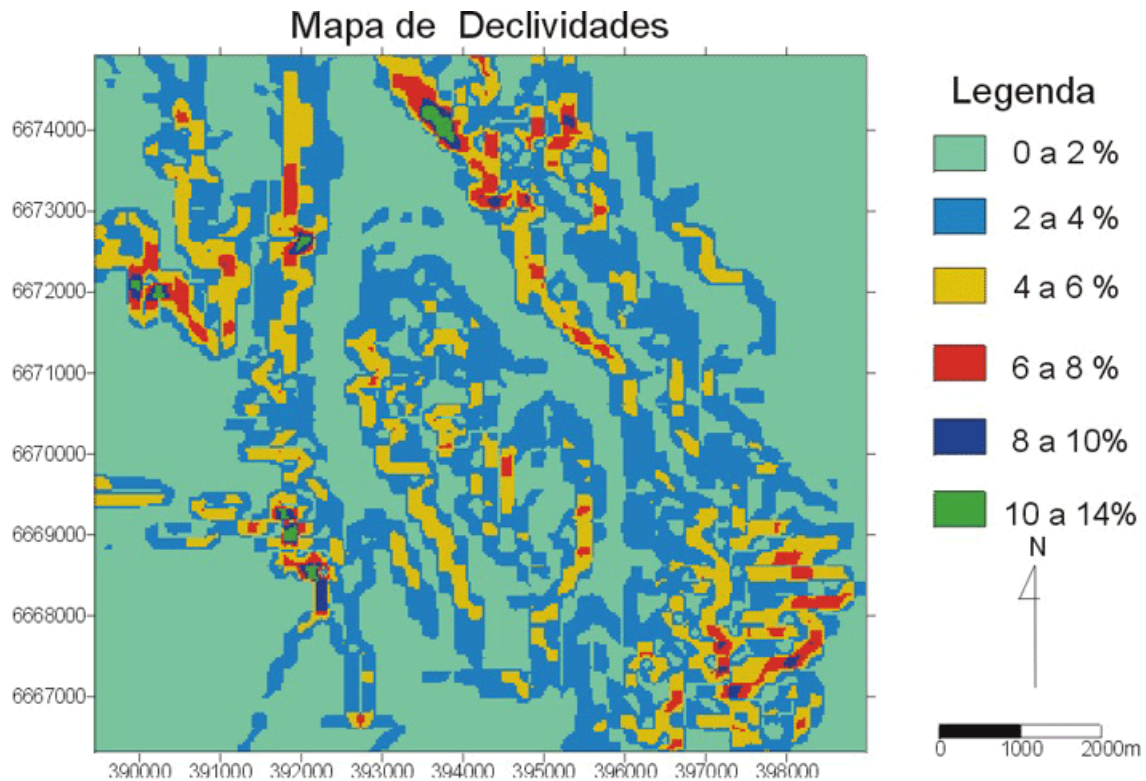 Mapa de Declividades
6674000
6673000
6672000
6671000
6670000
6669000
6668000
6667000
390000 391000 392000 393000 394000 395000 396000 397000 398000
Legenda
0 a 2 %
2 a 4 %
4 a 6 %
6 a 8 %
8 a 10%
10 a 14%
N
0 1000 2000m